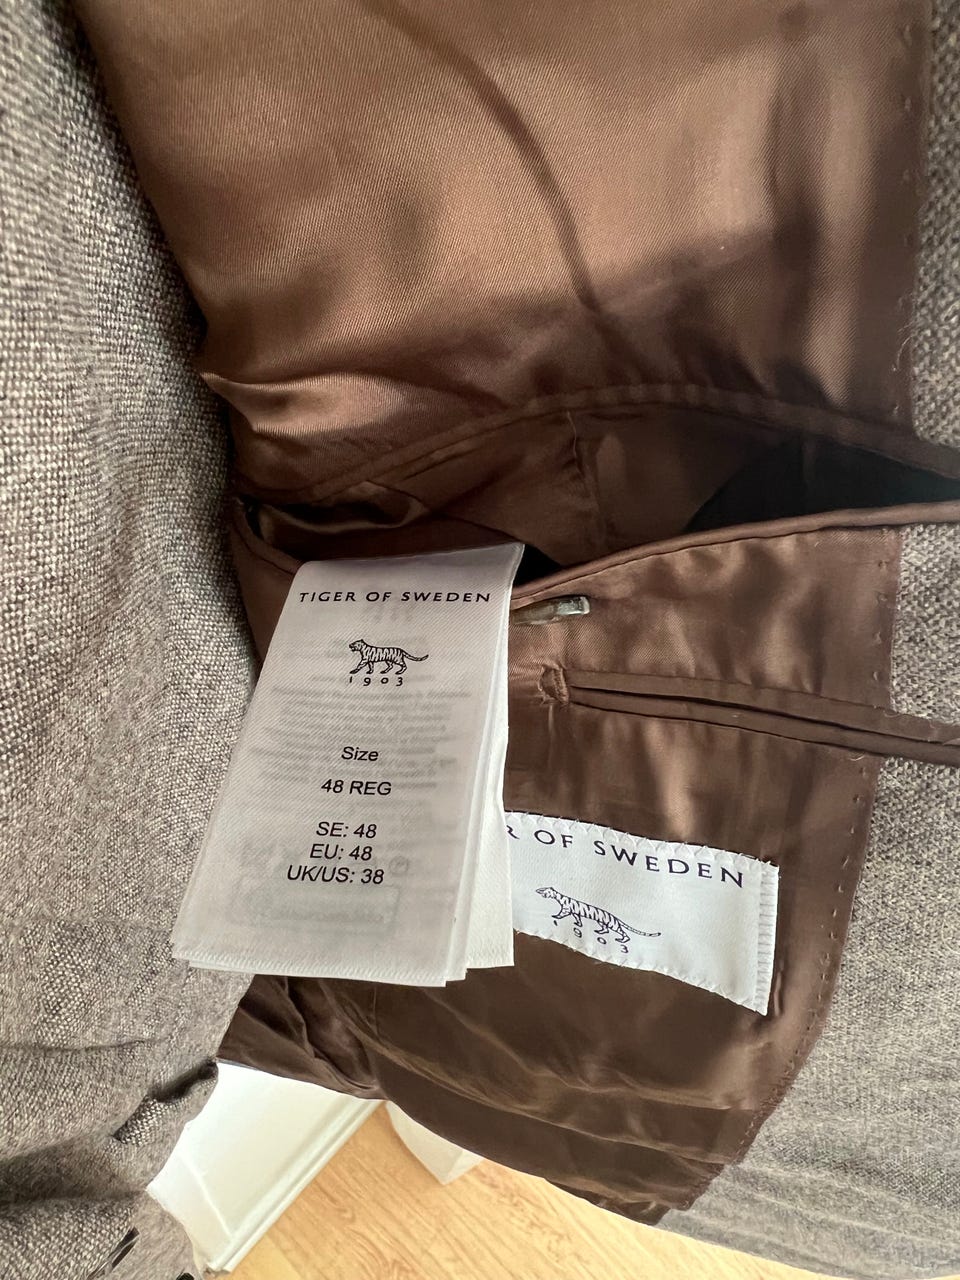 TIGER OF SWEDEN
1903
Size
48 REG
SE: 48
EU: 48
UK/US: 38
R OF SWEDEN
1903